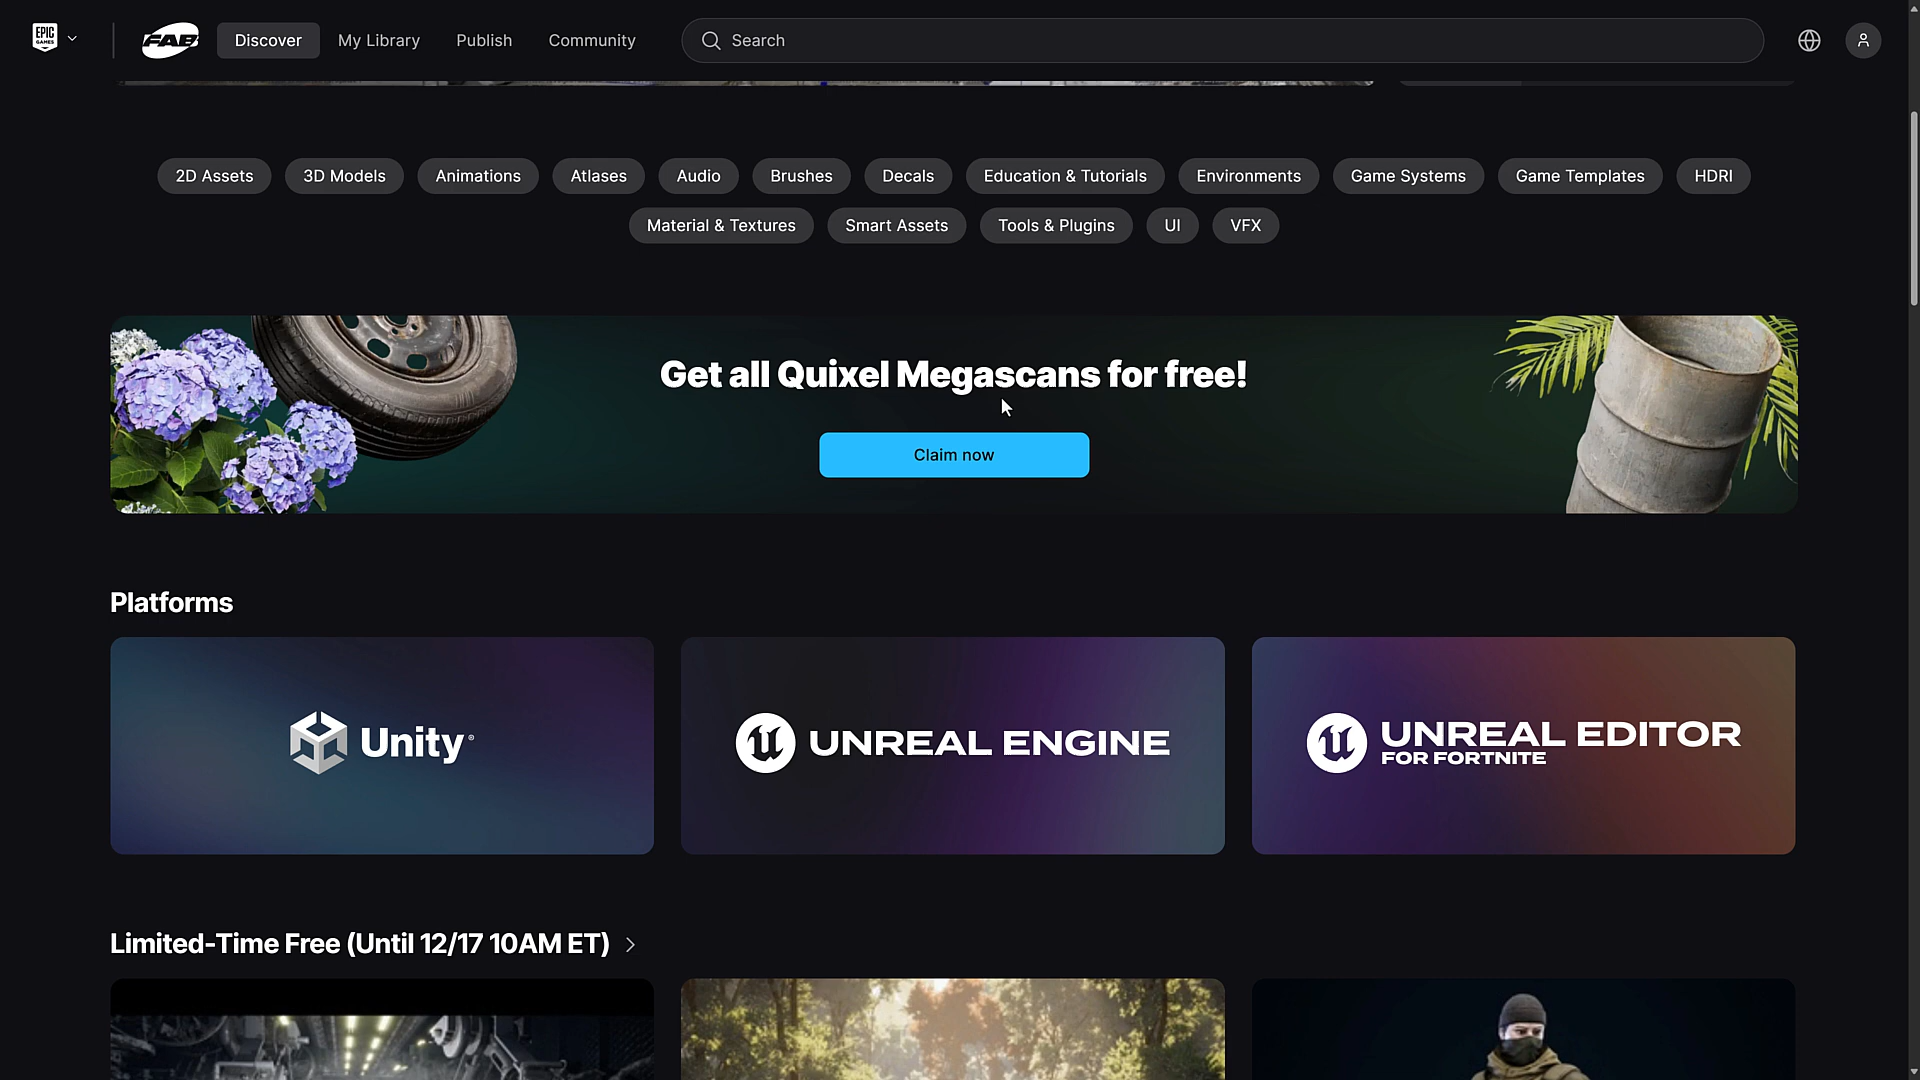 EPIC GAMES
FAB
Discover
My Library
Publish
Community
Search
2D Assets
3D Models
Animations
Atlases
Audio
Brushes
Decals
Education & Tutorials
Environments
Game Systems
Game Templates
HDRI
Material & Textures
Smart Assets
Tools & Plugins
UI
VFX
Get all Quixel Megascans for free!
Claim now
Platforms
Unity®
UNREAL ENGINE
UNREAL EDITOR
FOR FORTNITE
Limited-Time Free (Until 12/17 10AM ET)